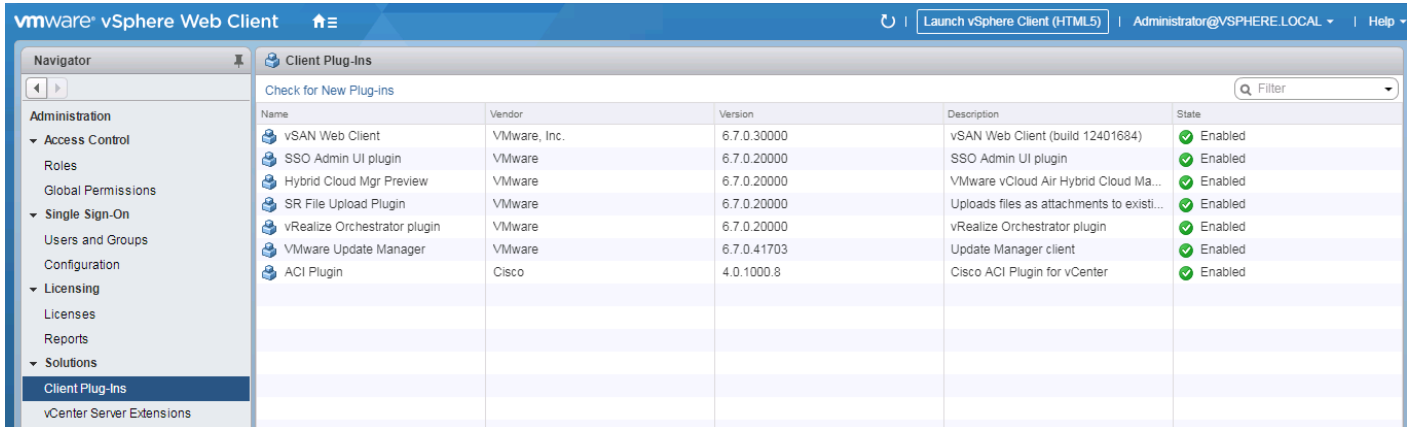 vmware® vSphere Web Client
Launch vSphere Client (HTML5) | Administrator@VSPHERE.LOCAL | Help
Navigator
Administration
Access Control
Roles
Global Permissions
Single Sign-On
Users and Groups
Configuration
Licensing
Licenses
Reports
Solutions
Client Plug-Ins
vCenter Server Extensions
Client Plug-Ins
Check for New Plug-ins
Filter
Name Vendor Version Description State
vSAN Web Client VMware, Inc. 6.7.0.30000 vSAN Web Client (build 12401684) Enabled
SSO Admin UI plugin VMware 6.7.0.20000 SSO Admin UI plugin Enabled
Hybrid Cloud Mgr Preview VMware 6.7.0.20000 VMware vCloud Air Hybrid Cloud Ma... Enabled
SR File Upload Plugin VMware 6.7.0.20000 Uploads files as attachments to existi... Enabled
vRealize Orchestrator plugin VMware 6.7.0.20000 vRealize Orchestrator plugin Enabled
VMware Update Manager VMware 6.7.0.41703 Update Manager client Enabled
ACI Plugin Cisco 4.0.1000.8 Cisco ACI Plugin for vCenter Enabled